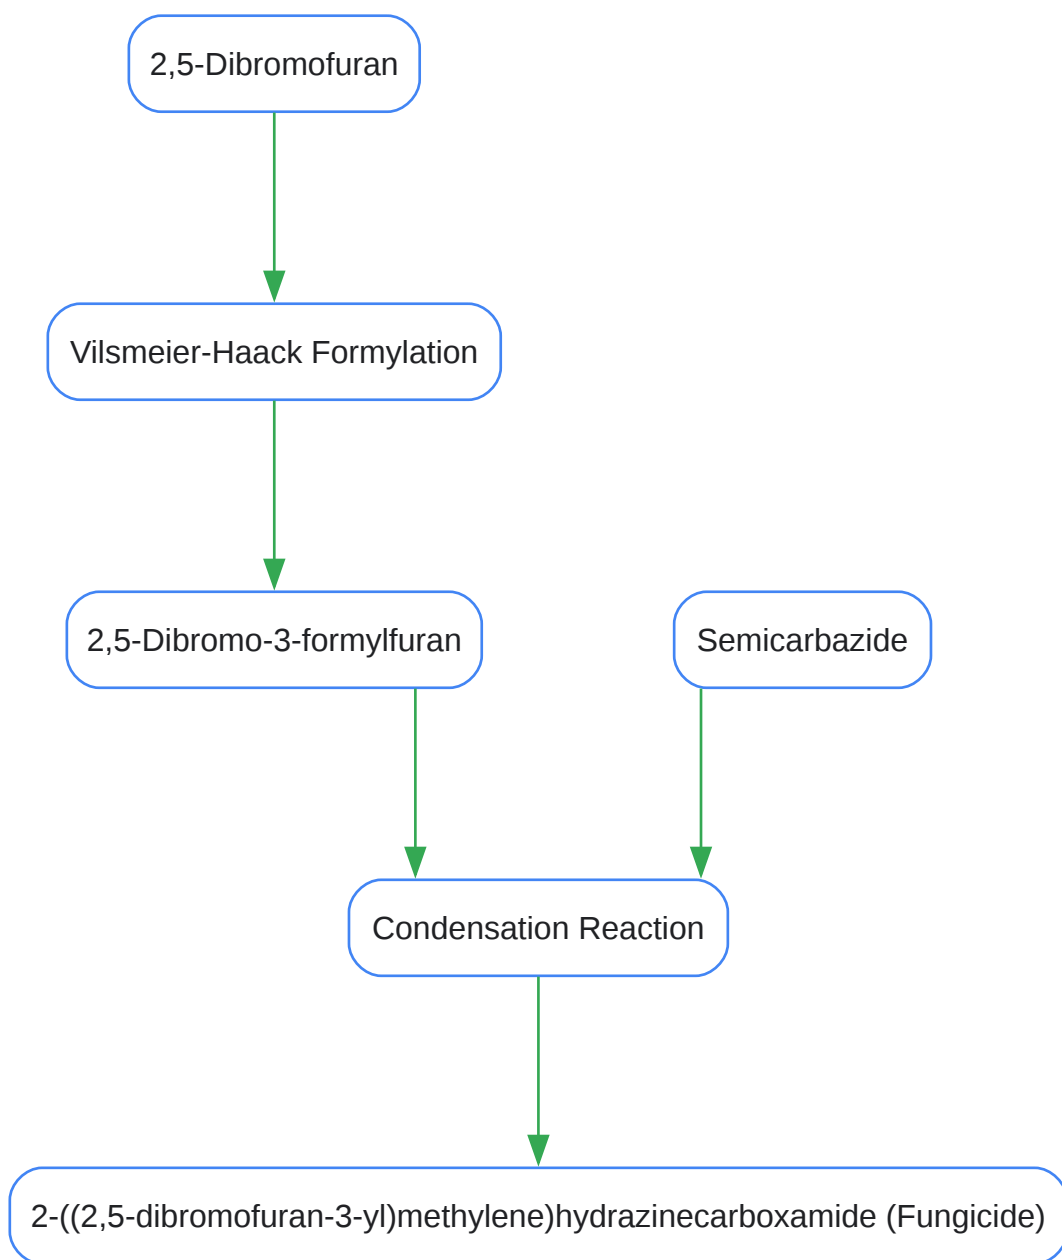 2,5-Dibromofuran
Vilsmeier-Haack Formylation
2,5-Dibromo-3-formylfuran
Semicarbazide
Condensation Reaction
2-((2,5-dibromofuran-3-yl)methylene)hydrazinecarboxamide (Fungicide)